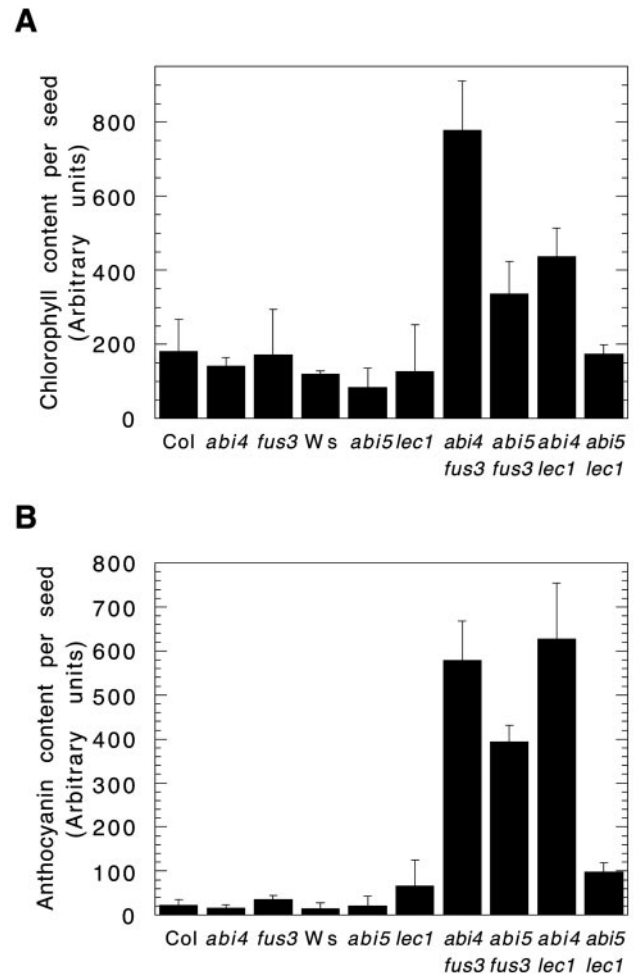 A
Chlorophyll content per seed
(Arbitrary units)
800
600
400
200
0
Col abi4 fus3 Ws abi5 lec1 abi4 abi5 abi4 abi5
fus3 fus3 lec1 lec1
B
Anthocyanin content per seed
(Arbitrary units)
800
700
600
500
400
300
200
100
0
Col abi4 fus3 Ws abi5 lec1 abi4 abi5 abi4 abi5
fus3 fus3 lec1 lec1